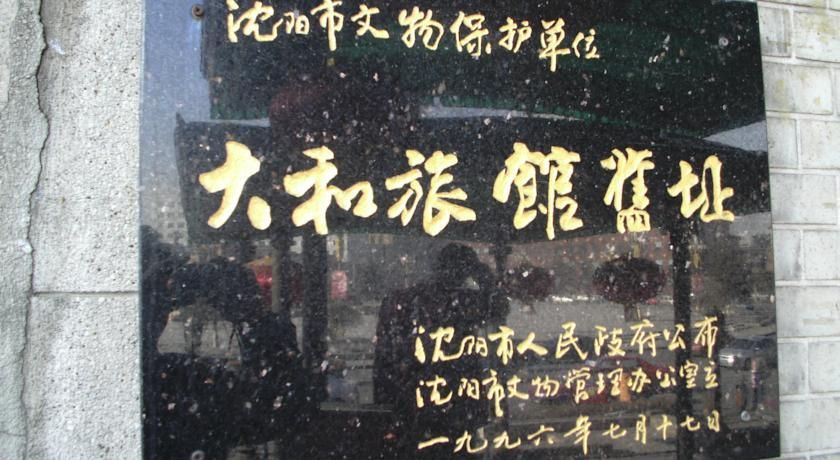 沈阳市文物保护单位
大和旅館舊址
沈阳市人民政府公布
沈阳市文物管理办公室立
一九九六年七月十七日